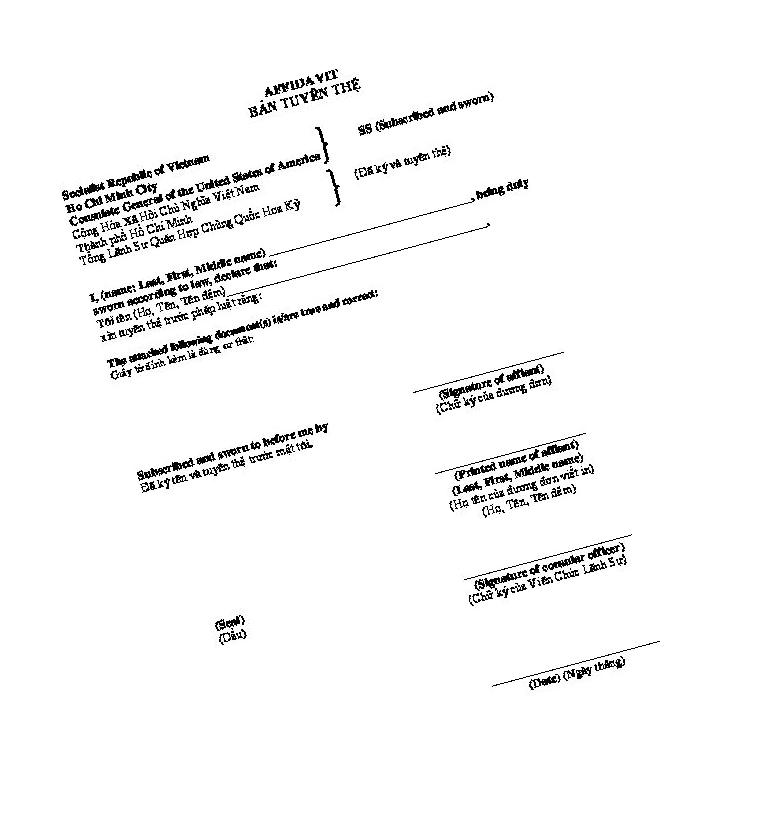 AFFIDAVIT
BẢN TUYÊN THỆ
Socialist Republic of Vietnam
Ho Chi Minh City
Consulate General of the United States of America
SS (Subscribed and sworn)
Cộng Hòa Xã Hội Chủ Nghĩa Việt Nam
Thành phố Hồ Chí Minh
Tổng Lãnh Sự Quán Hợp Chủng Quốc Hoa Kỳ
(Đã ký và tuyên thệ)
I, (name: Last, First, Middle name) ____________________, being duly
sworn according to law, declare that:
Tôi tên (Họ, Tên, Tên đệm) ____________________,
xin tuyên thệ trước pháp luật rằng:
The attached following document(s) is/are true and correct:
Giấy tờ đính kèm là đúng sự thật:
(Signature of affiant)
(Chữ ký của đương đơn)
Subscribed and sworn to before me by
Đã ký tên và tuyên thệ trước mặt tôi.
(Printed name of affiant)
(Last, First, Middle name)
(Họ tên của đương đơn viết in)
(Họ, Tên, Tên đệm)
(Signature of consular officer)
(Chữ ký của Viên Chức Lãnh Sự)
(Seal)
(Dấu)
(Date) (Ngày tháng)